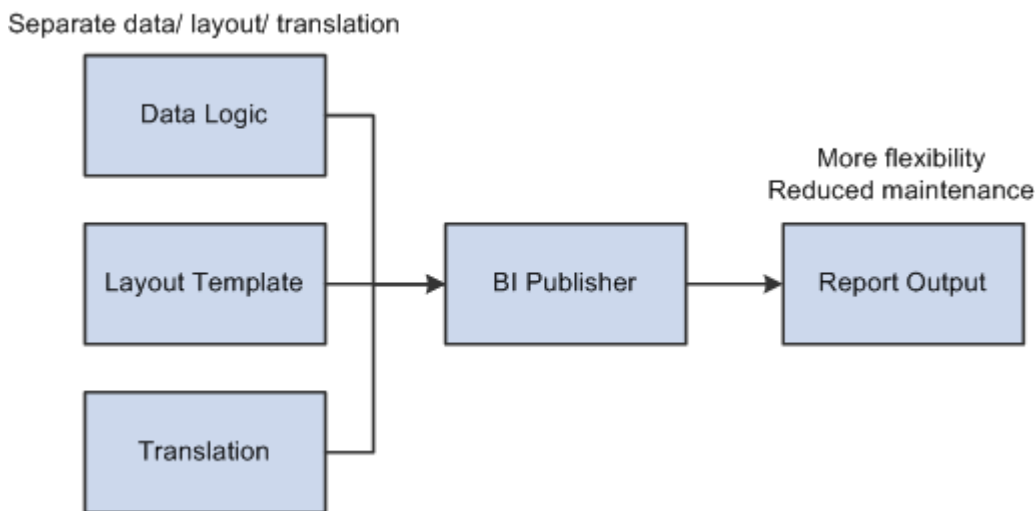 Separate data/ layout/ translation
Data Logic
More flexibility
Reduced maintenance
Layout Template
BI Publisher
Report Output
Translation